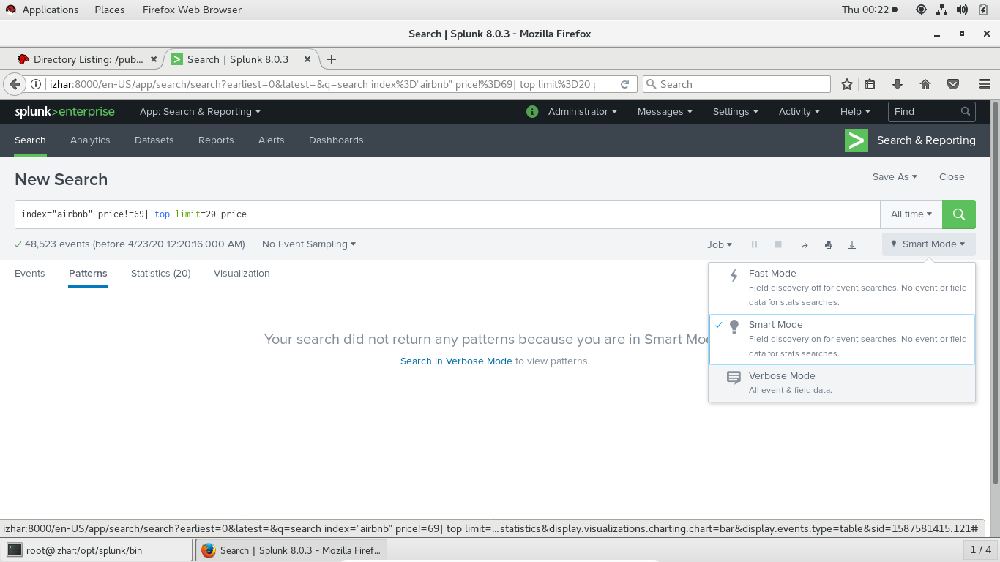 Applications Places Firefox Web Browser Thu 00:22
Search | Splunk 8.0.3 - Mozilla Firefox
Directory Listing: /pub... Search | Splunk 8.0.3
izhar:8000/en-US/app/search/search?earliest=0&latest=&q=search index%3D"airbnb" price!%3D69| top limit%3D20 p Search
splunk>enterprise App: Search & Reporting Administrator Messages Settings Activity Help Find
Search Analytics Datasets Reports Alerts Dashboards Search & Reporting
New Search Save As Close
index="airbnb" price!=69| top limit=20 price All time
48,523 events (before 4/23/20 12:20:16.000 AM) No Event Sampling Job Smart Mode
Events Patterns Statistics (20) Visualization
Fast Mode
Field discovery off for event searches. No event or field
data for stats searches.
Smart Mode
Field discovery on for event searches. No event or field
data for stats searches.
Verbose Mode
All event & field data.
Your search did not return any patterns because you are in Smart Mo
Search in Verbose Mode to view patterns.
izhar:8000/en-US/app/search/search?earliest=0&latest=&q=search index="airbnb" price!=69| top limit=...statistics&display.visualizations.charting.chart=bar&display.events.type=table&sid=1587581415.121#
root@izhar:/opt/splunk/bin Search | Splunk 8.0.3 - Mozilla Firef... 1 / 4